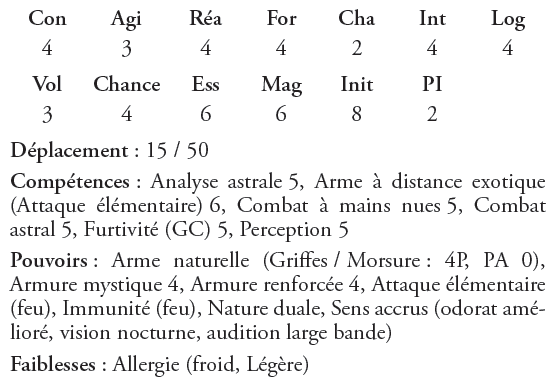 Con Agi Réa For Cha Int Log
4 3 4 4 2 4 4
Vol Chance Ess Mag Init PI
3 4 6 6 8 2
Déplacement : 15 / 50
Compétences : Analyse astrale 5, Arme à distance exotique
(Attaque élémentaire) 6, Combat à mains nues 5, Combat
astral 5, Furtivité (GC) 5, Perception 5
Pouvoirs : Arme naturelle (Griffes / Morsure : 4P, PA 0),
Armure mystique 4, Armure renforcée 4, Attaque élémentaire
(feu), Immunité (feu), Nature duale, Sens accrus (odorat amé-
lioré, vision nocturne, audition large bande)
Faiblesses : Allergie (froid, Légère)